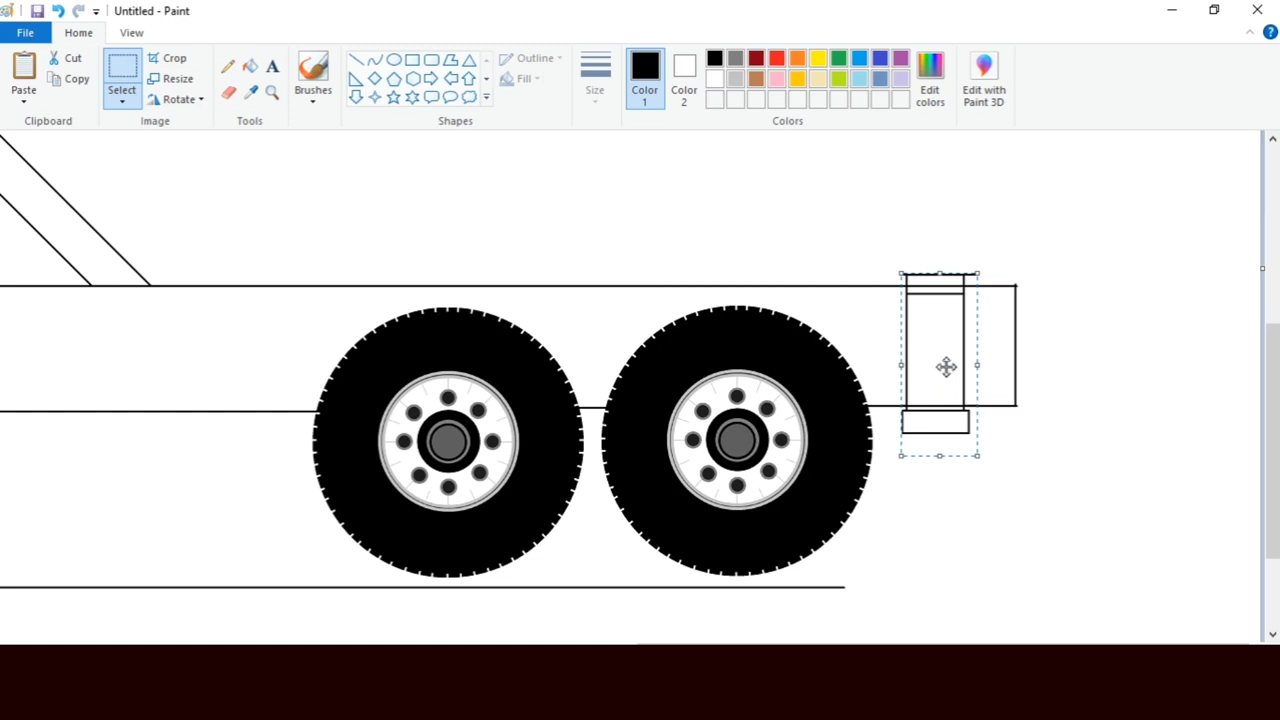 Untitled - Paint
File Home View
Paste
Cut
Copy
Clipboard
Select
Crop
Resize
Rotate
Image
Tools
Brushes
Shapes
Outline
Fill
Size
Color 1
Color 2
Edit colors
Colors
Edit with Paint 3D